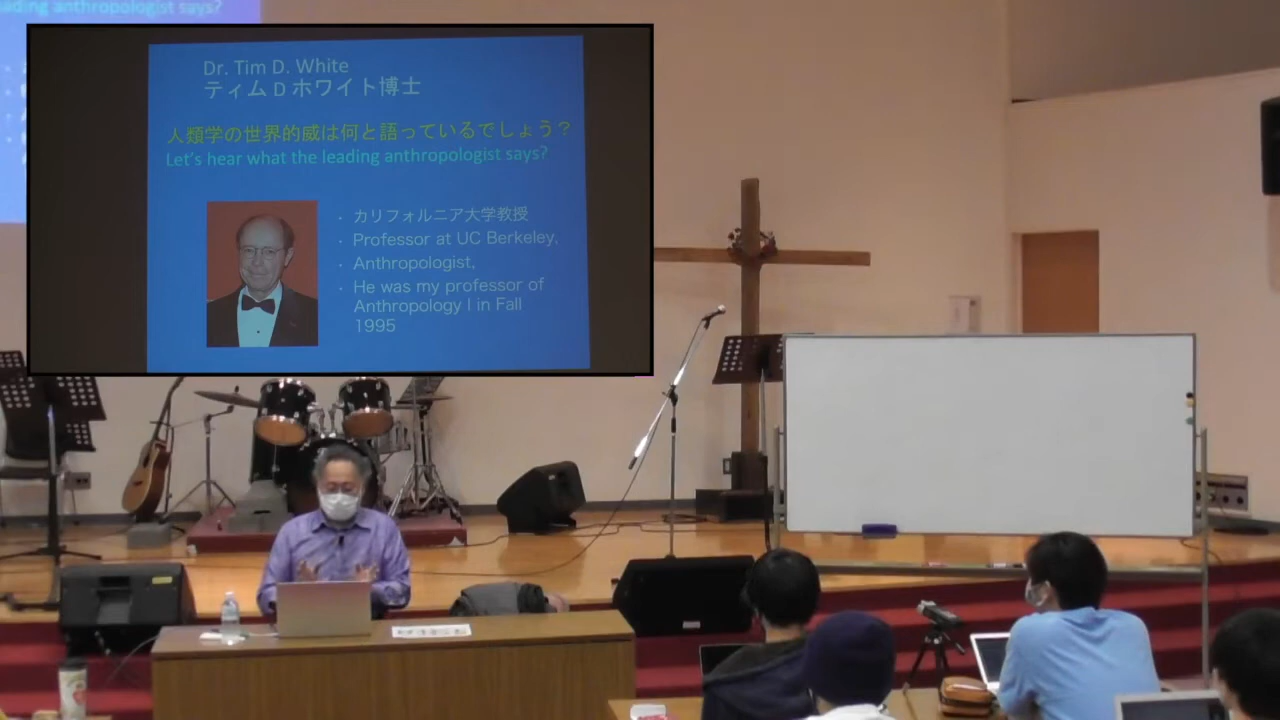 ading anthropologist says?
Dr. Tim D. White
ティム D ホワイト博士
人類学の世界的威は何と語っているでしょう？
Let's hear what the leading anthropologist says?
・ カリフォルニア大学教授
・ Professor at UC Berkeley,
・ Anthropologist,
・ He was my professor of
Anthropology I in Fall
1995